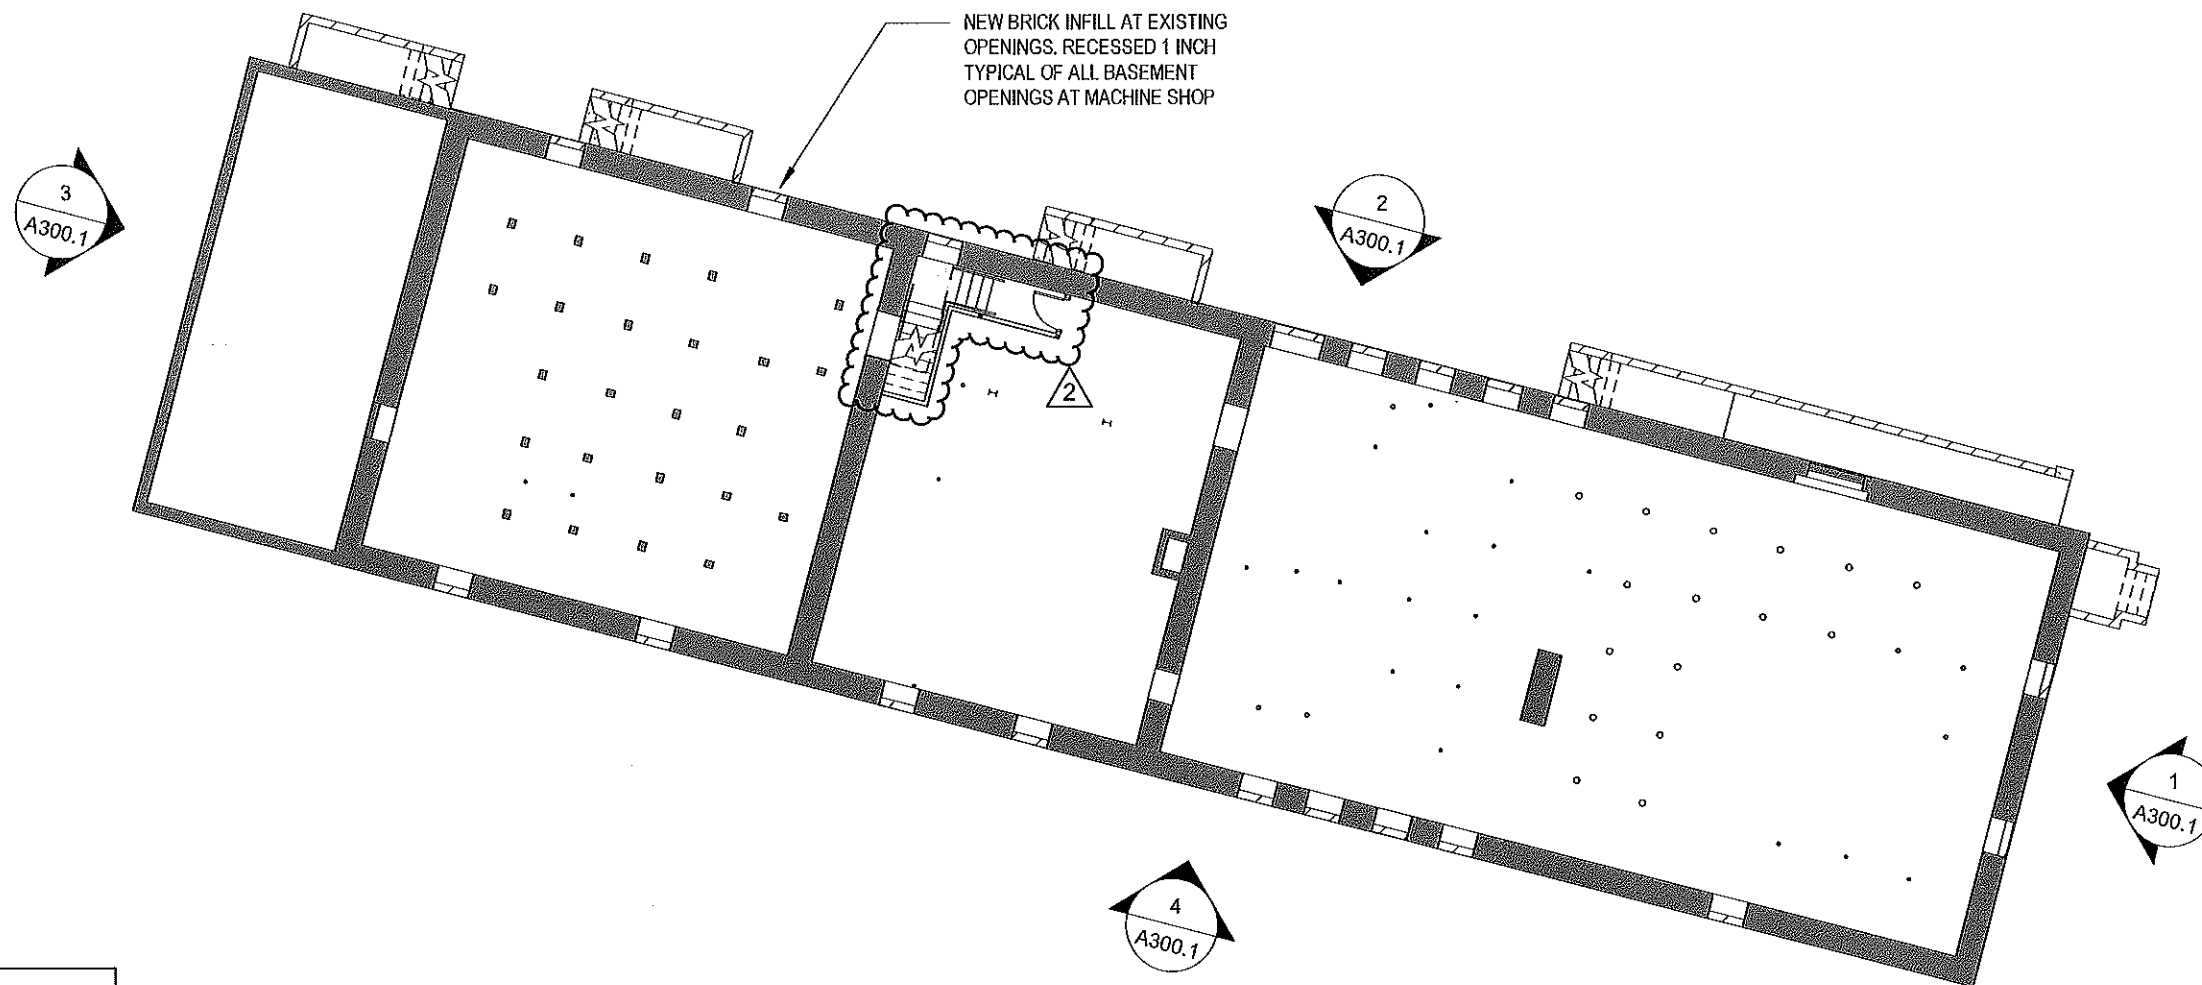 NEW BRICK INFILL AT EXISTING
OPENINGS. RECESSED 1 INCH
TYPICAL OF ALL BASEMENT
OPENINGS AT MACHINE SHOP
3
A300.1
2
A300.1
2
1
A300.1
4
A300.1